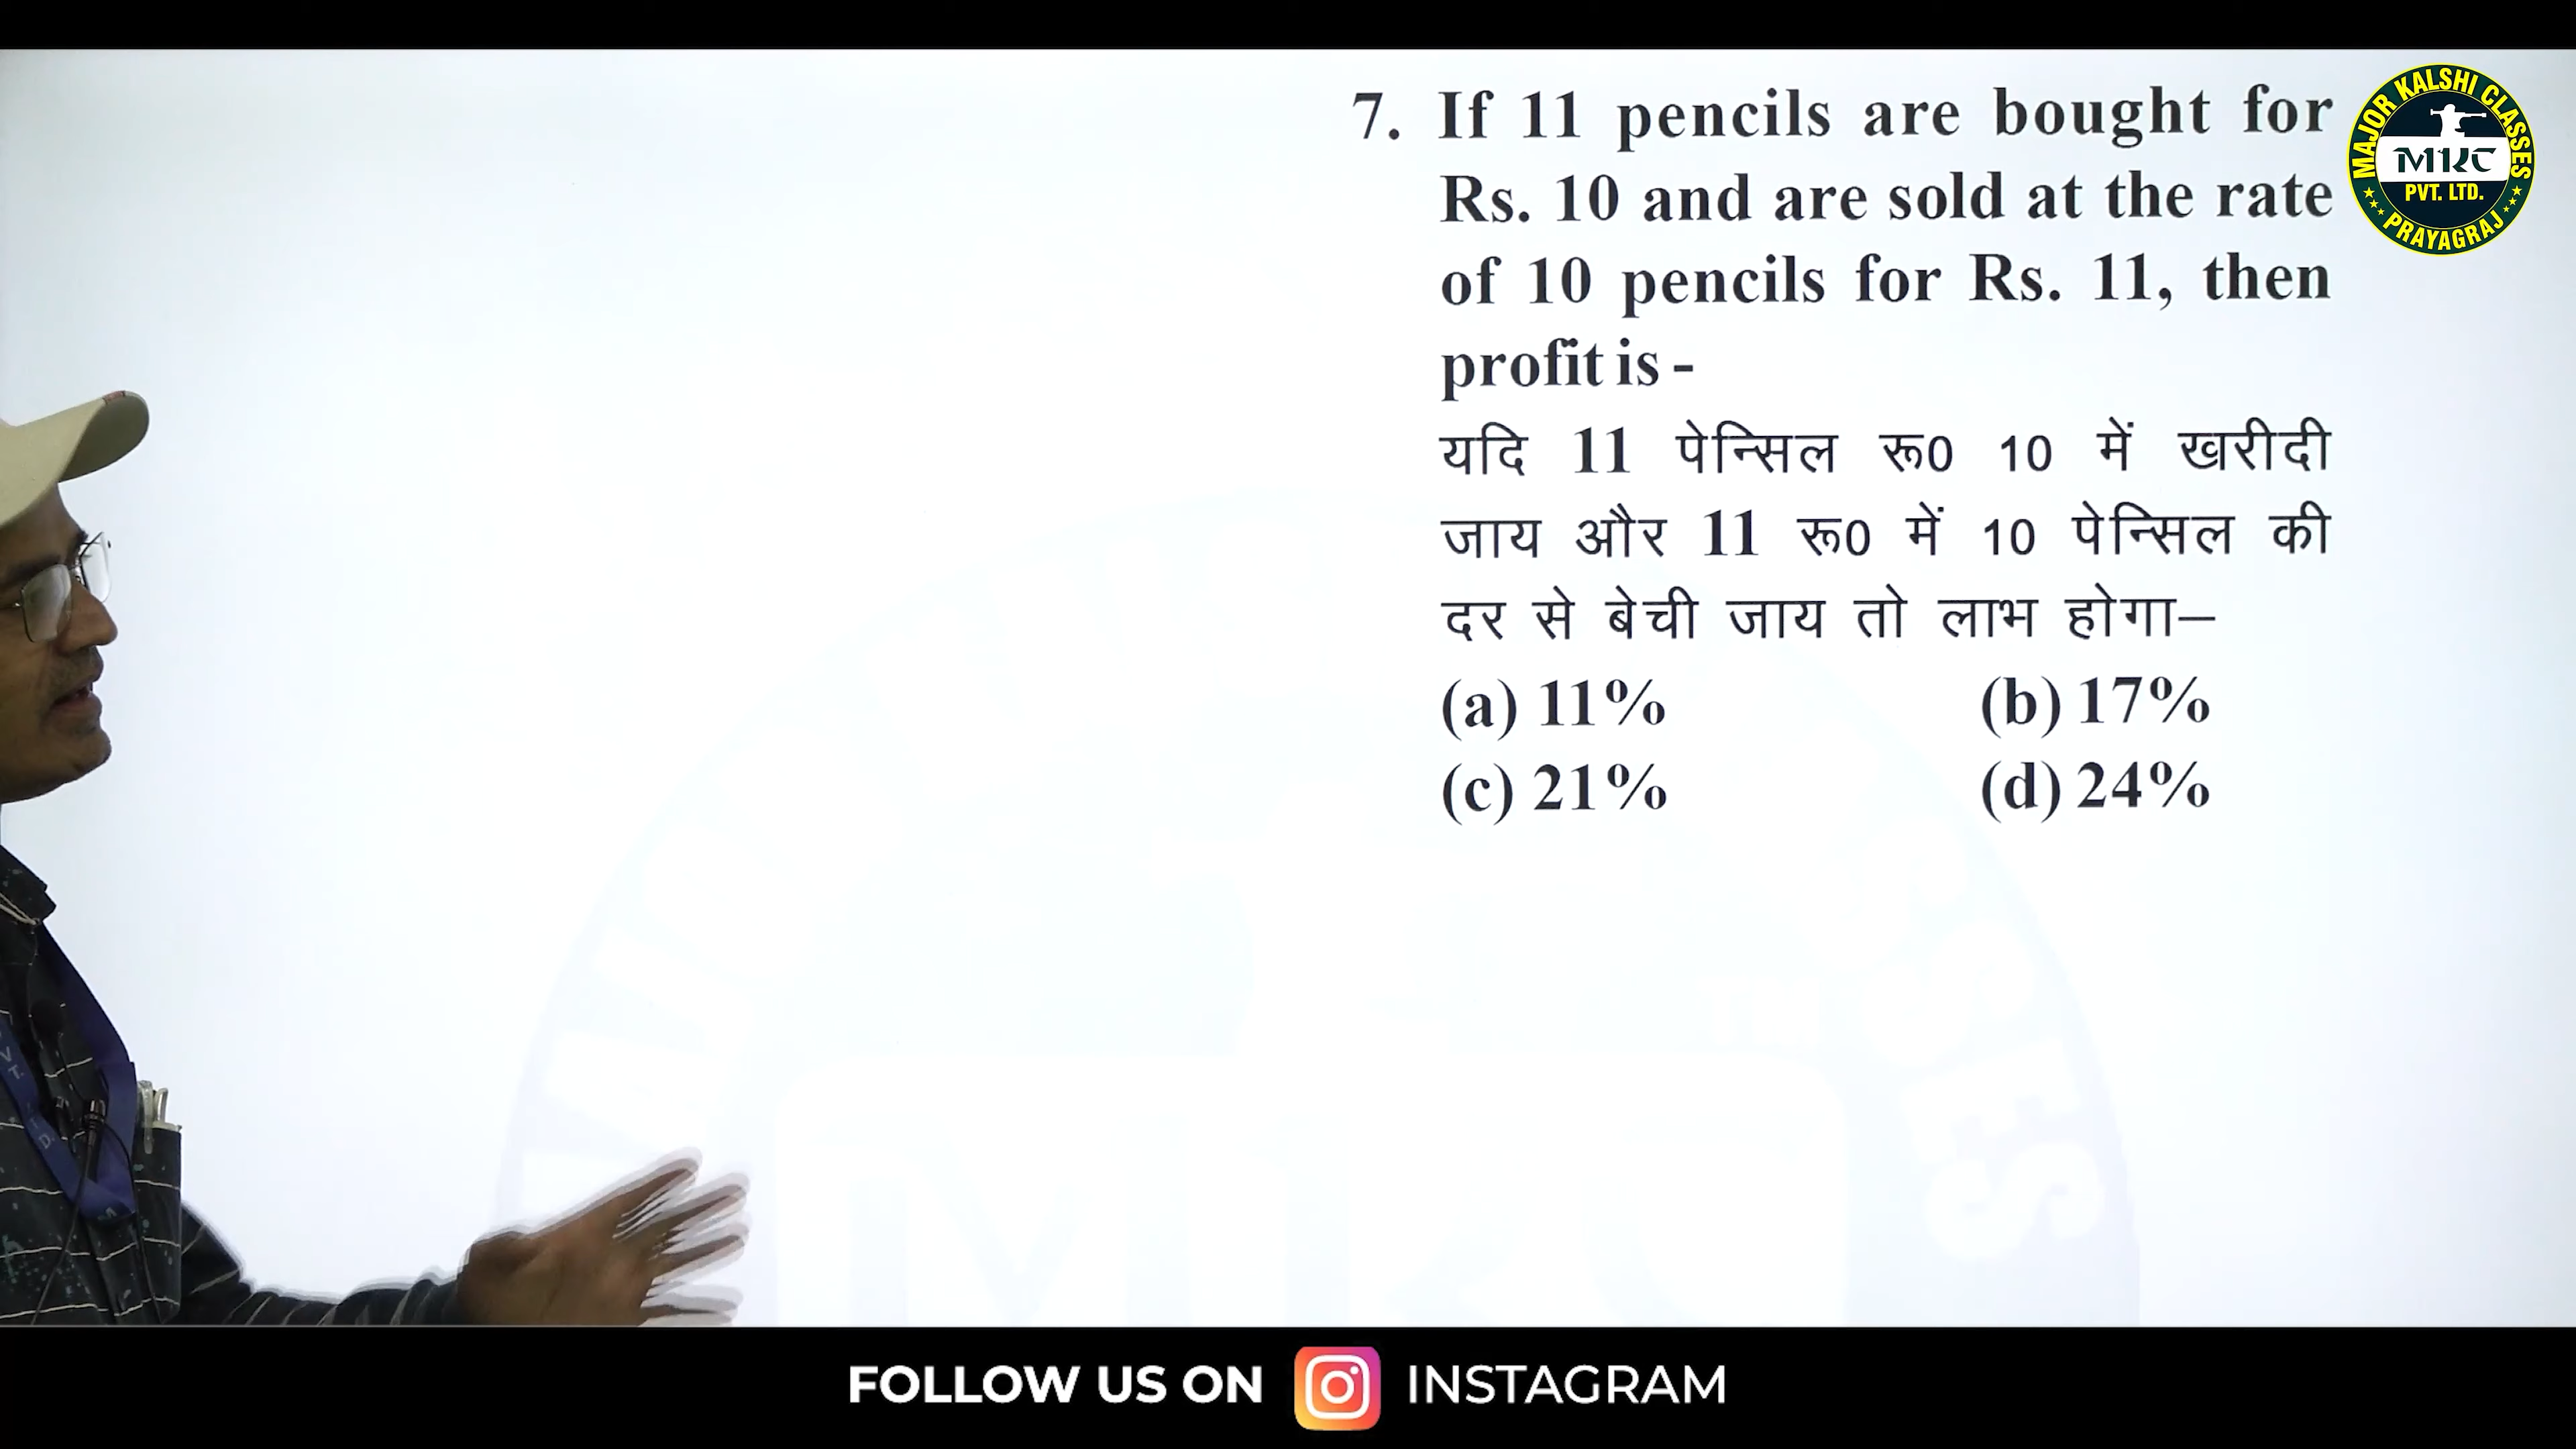 7. If 11 pencils are bought for
Rs. 10 and are sold at the rate
of 10 pencils for Rs. 11, then
profit is -
यदि 11 पेन्सिल रू0 10 में खरीदी
जाय और 11 रू0 में 10 पेन्सिल की
दर से बेची जाय तो लाभ होगा–
(a) 11% (b) 17%
(c) 21% (d) 24%
MAJOR KALSHI CLASSES
MKC
PVT. LTD.
PRAYAGRAJ
FOLLOW US ON INSTAGRAM